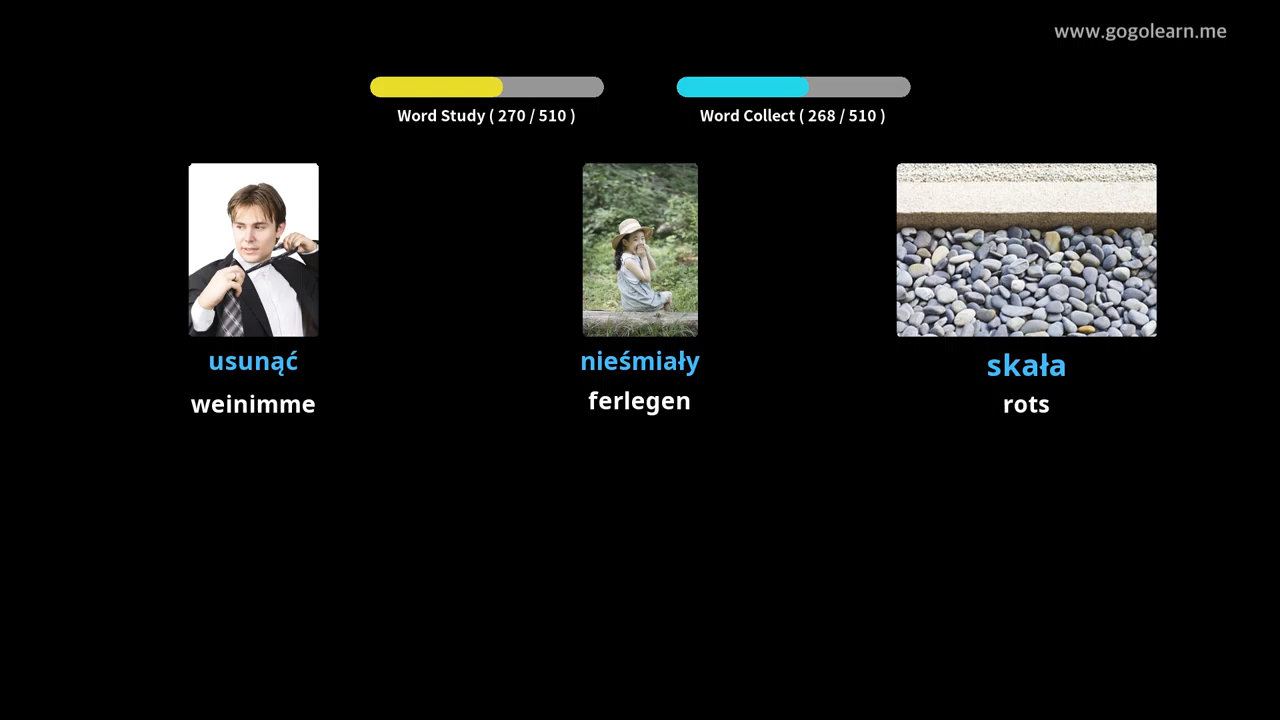 www.gogolearn.me
Word Study ( 270 / 510 )
Word Collect ( 268 / 510 )
usunąć
nieśmiały
skała
weinimme
ferlegen
rots